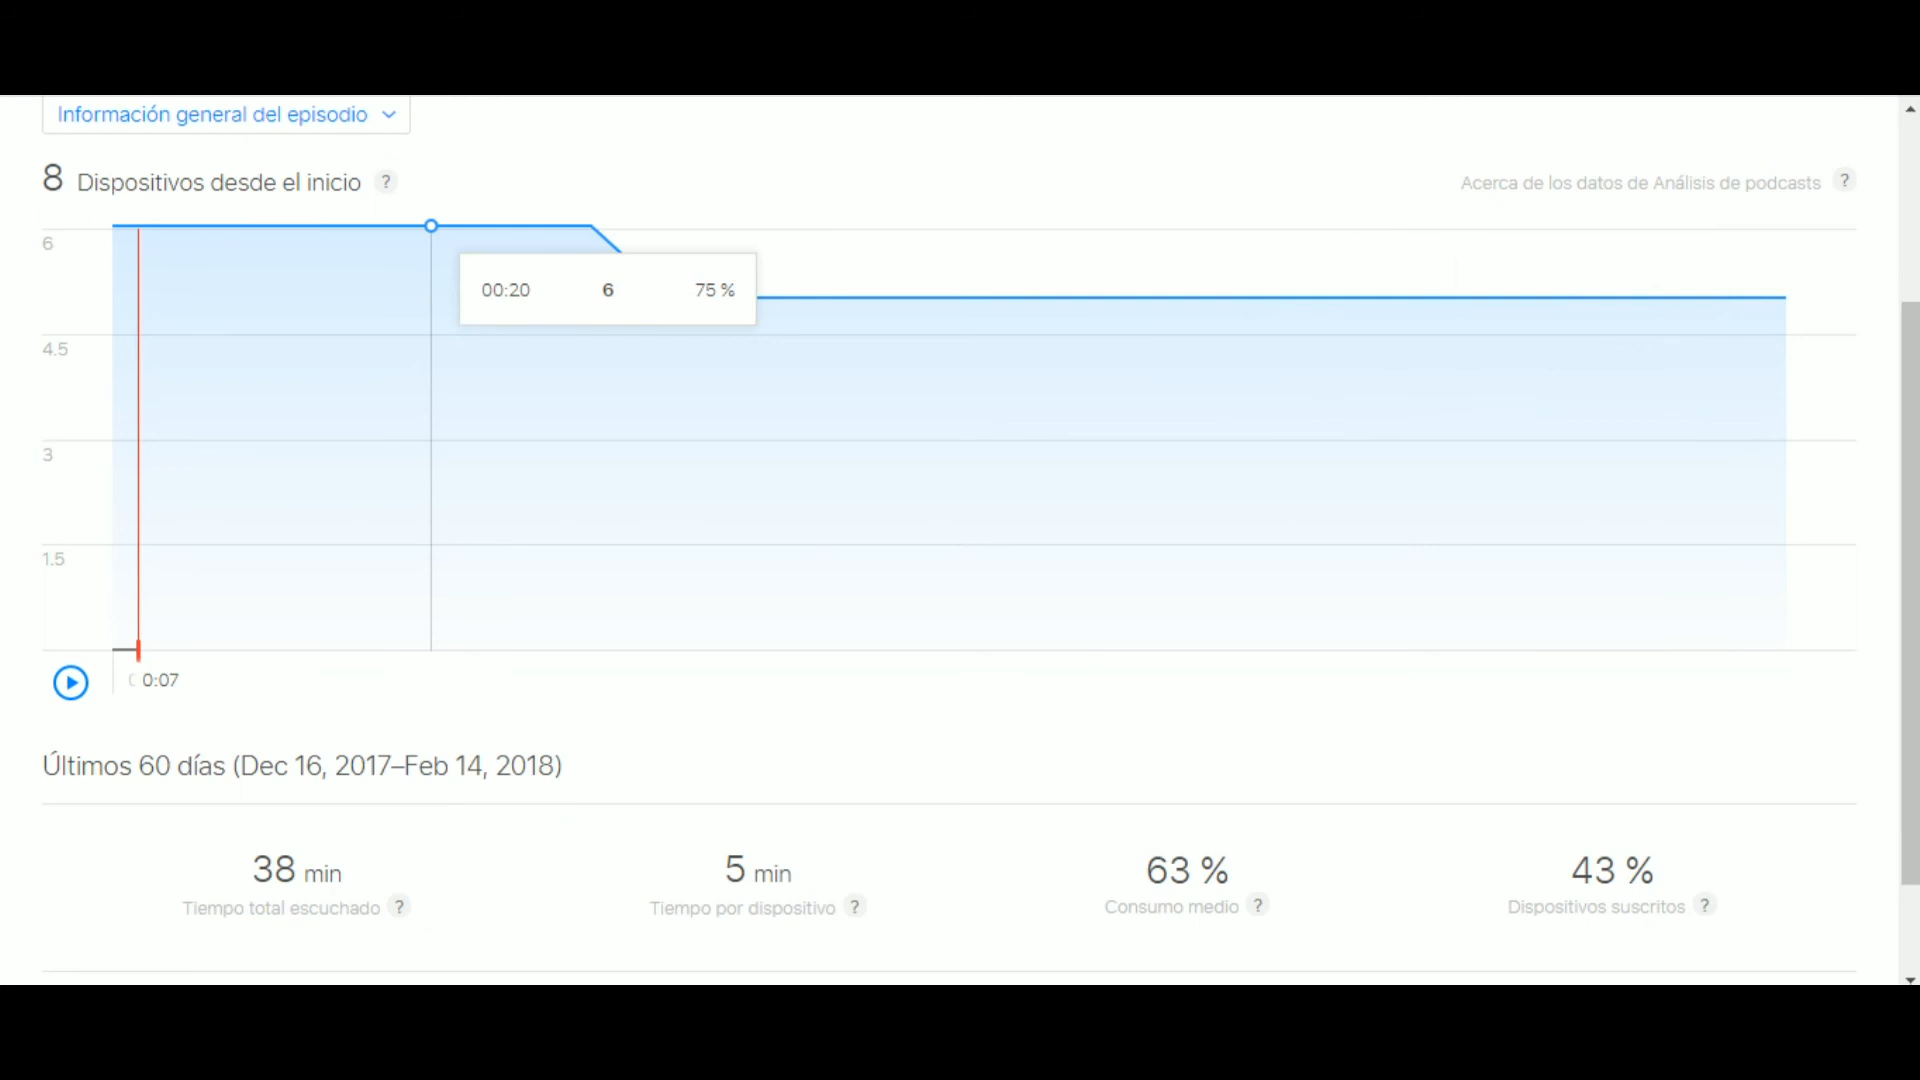 Información general del episodio
8 Dispositivos desde el inicio ?
Acerca de los datos de Análisis de podcasts ?
6
00:20 6 75 %
4.5
3
1.5
0:07
Últimos 60 días (Dec 16, 2017–Feb 14, 2018)
38 min 5 min 63 % 43 %
Tiempo total escuchado ? Tiempo por dispositivo ? Consumo medio ? Dispositivos suscritos ?